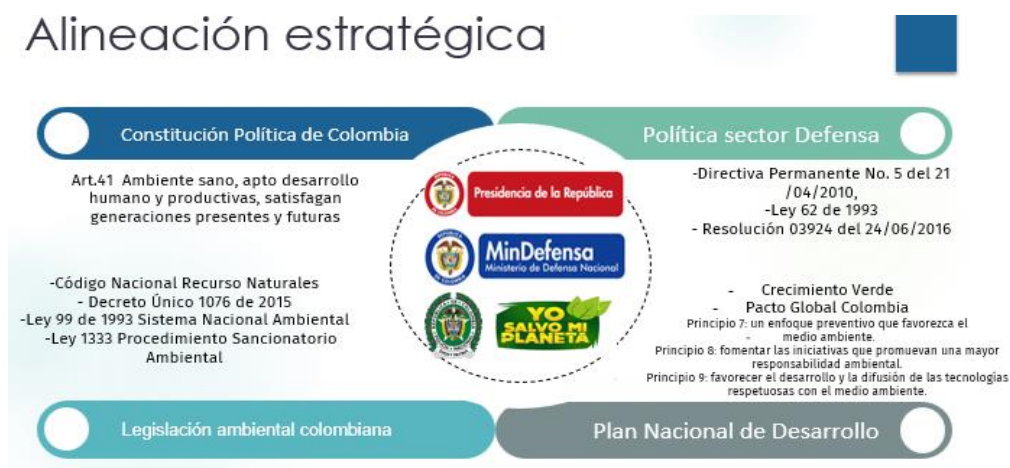 Alineación estratégica
Constitución Política de Colombia
Art.41 Ambiente sano, apto desarrollo
humano y productivas, satisfagan
generaciones presentes y futuras
Política sector Defensa
-Directiva Permanente No. 5 del 21
/04/2010,
-Ley 62 de 1993
- Resolución 03924 del 24/06/2016
Presidencia de la República
MinDefensa
Ministerio de Defensa Nacional
YO
SALVO MI
PLANETA
-Código Nacional Recurso Naturales
- Decreto Único 1076 de 2015
-Ley 99 de 1993 Sistema Nacional Ambiental
-Ley 1333 Procedimiento Sancionatorio
Ambiental
Legislación ambiental colombiana
- Crecimiento Verde
- Pacto Global Colombia
Principio 7: un enfoque preventivo que favorezca el
- medio ambiente.
Principio 8: fomentar las iniciativas que promuevan una mayor
responsabilidad ambiental.
Principio 9: favorecer el desarrollo y la difusión de las tecnologías
respetuosas con el medio ambiente.
Plan Nacional de Desarrollo